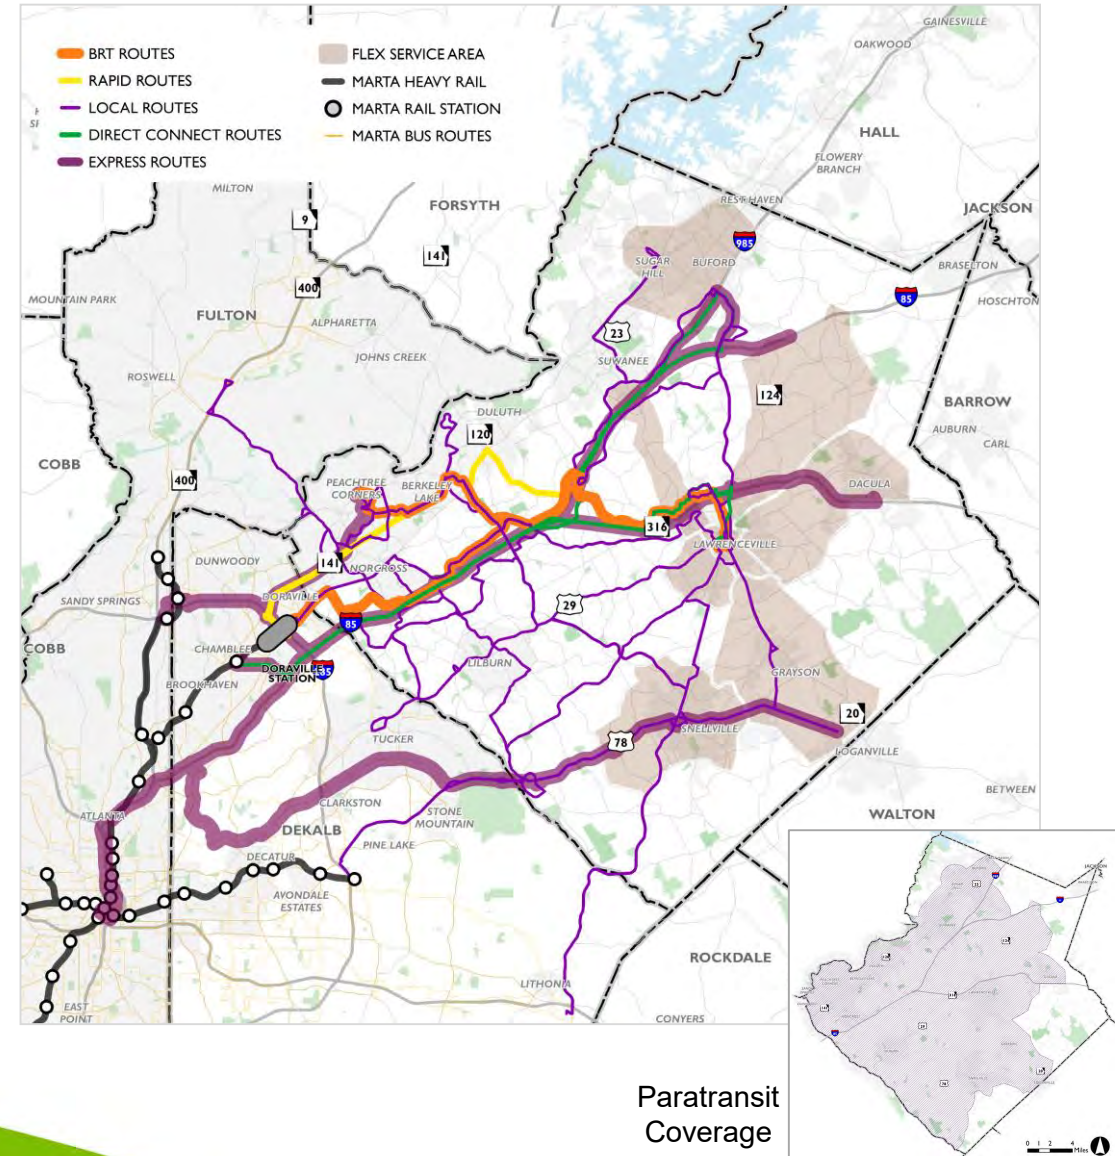 BRT ROUTES
RAPID ROUTES
LOCAL ROUTES
DIRECT CONNECT ROUTES
EXPRESS ROUTES
FLEX SERVICE AREA
MARTA HEAVY RAIL
MARTA RAIL STATION
MARTA BUS ROUTES
GAINESVILLE
OAKWOOD
HALL
FLOWERY
BRANCH
MILTON
REST HAVEN
FORSYTH
JACKSON
9
141
985
SUGAR
HILL
BUFORD
BRASELTON
400
85
MOUNTAIN PARK
HOSCHTON
FULTON
ALPHARETTA
23
JOHNS CREEK
SUWANEE
ROSWELL
124
BARROW
DULUTH
120
AUBURN
CARL
COBB
400
PEACHTREE
CORNERS
BERKELEY
LAKE
DACULA
316
LAWRENCEVILLE
DUNWOODY
141
NORCROSS
SANDY SPRINGS
DORAVILLE
29
85
COBB
CHAMBLEE
LILBURN
DORAVILLE
STATION
BROOKHAVEN
GRAYSON
20
SNELLVILLE
TUCKER
78
LOGANVILLE
BETWEEN
CLARKSTON
ATLANTA
STONE
MOUNTAIN
WALTON
DEKALB
PINE LAKE
DECATUR
AVONDALE
ESTATES
ROCKDALE
LITHONIA
EAST
POINT
CONYERS
Paratransit
Coverage
0 1 2 4
Miles